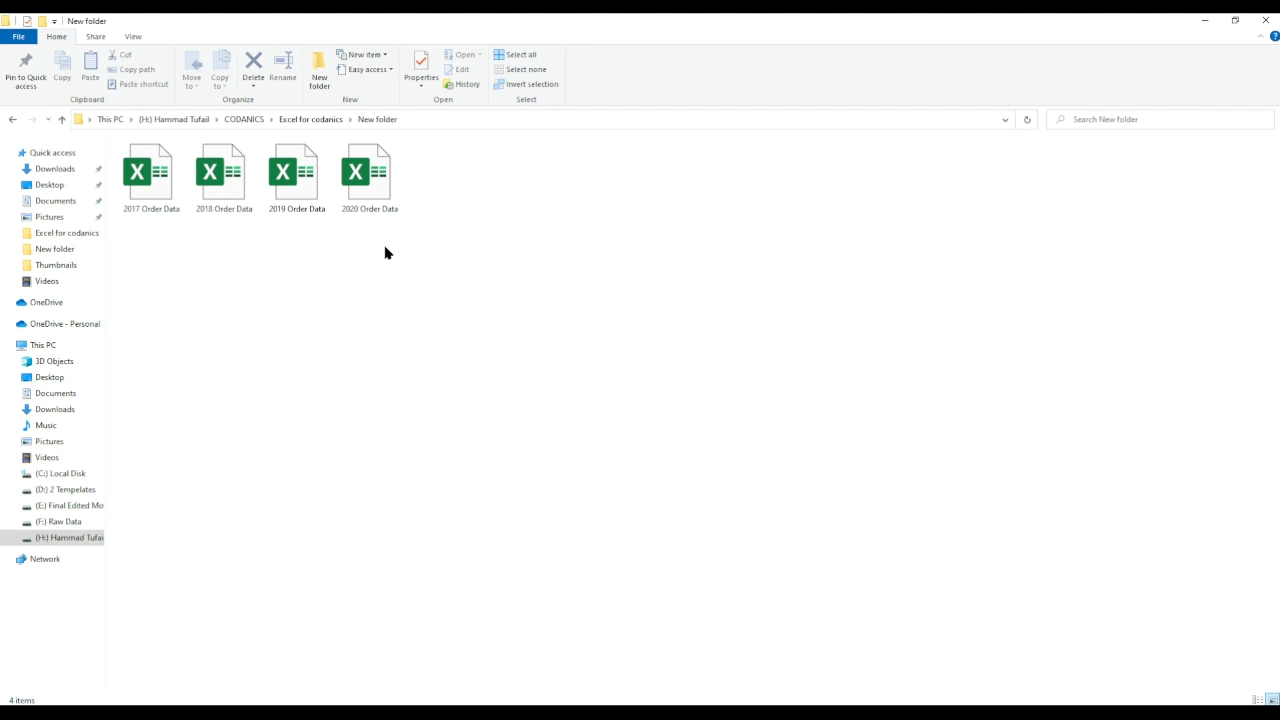 New folder
File Home Share View
Pin to Quick access
Copy
Paste
Cut
Copy path
Paste shortcut
Clipboard
Move to
Copy to
Delete
Rename
Organize
New folder
New item
Easy access
New
Properties
Open
Edit
History
Open
Select all
Select none
Invert selection
Select
This PC > (H:) Hammad Tufail > CODANICS > Excel for codanics > New folder
Search New folder
Quick access
Downloads
Desktop
Documents
Pictures
Excel for codanics
New folder
Thumbnails
Videos
OneDrive
OneDrive - Personal
This PC
3D Objects
Desktop
Documents
Downloads
Music
Pictures
Videos
(C:) Local Disk
(D:) 2 Tempelates
(E:) Final Edited Mo
(F:) Raw Data
(H:) Hammad Tufai
Network
2017 Order Data
2018 Order Data
2019 Order Data
2020 Order Data
4 items